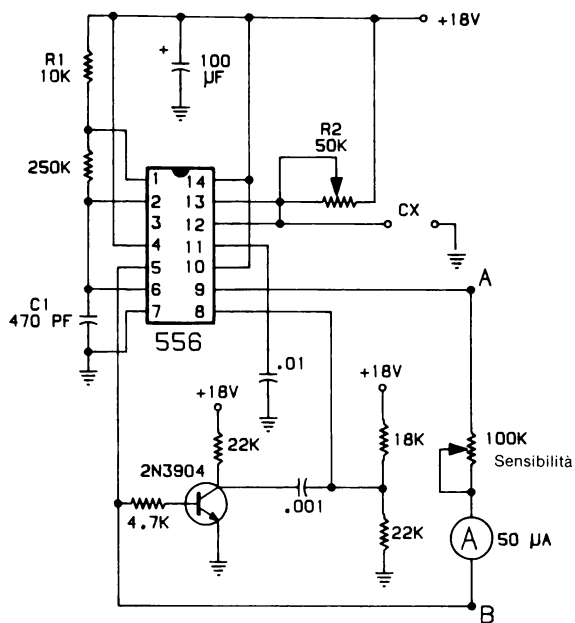 +18V
R1
10K
+
100
µF
R2
50K
250K
CX
1 14
2 13
3 12
4 11
5 10
6 9
7 8
556
A
C1
470 PF
.01
+18V
+18V
22K
18K
100K
Sensibilità
2N3904
.001
4.7K
22K
A
50 µA
B